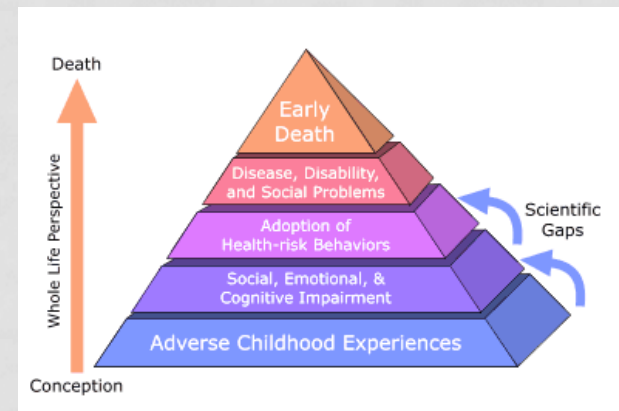 Death
Early
Death
Disease, Disability,
and Social Problems
Adoption of
Health-risk Behaviors
Social, Emotional, &
Cognitive Impairment
Adverse Childhood Experiences
Scientific
Gaps
Whole Life Perspective
Conception